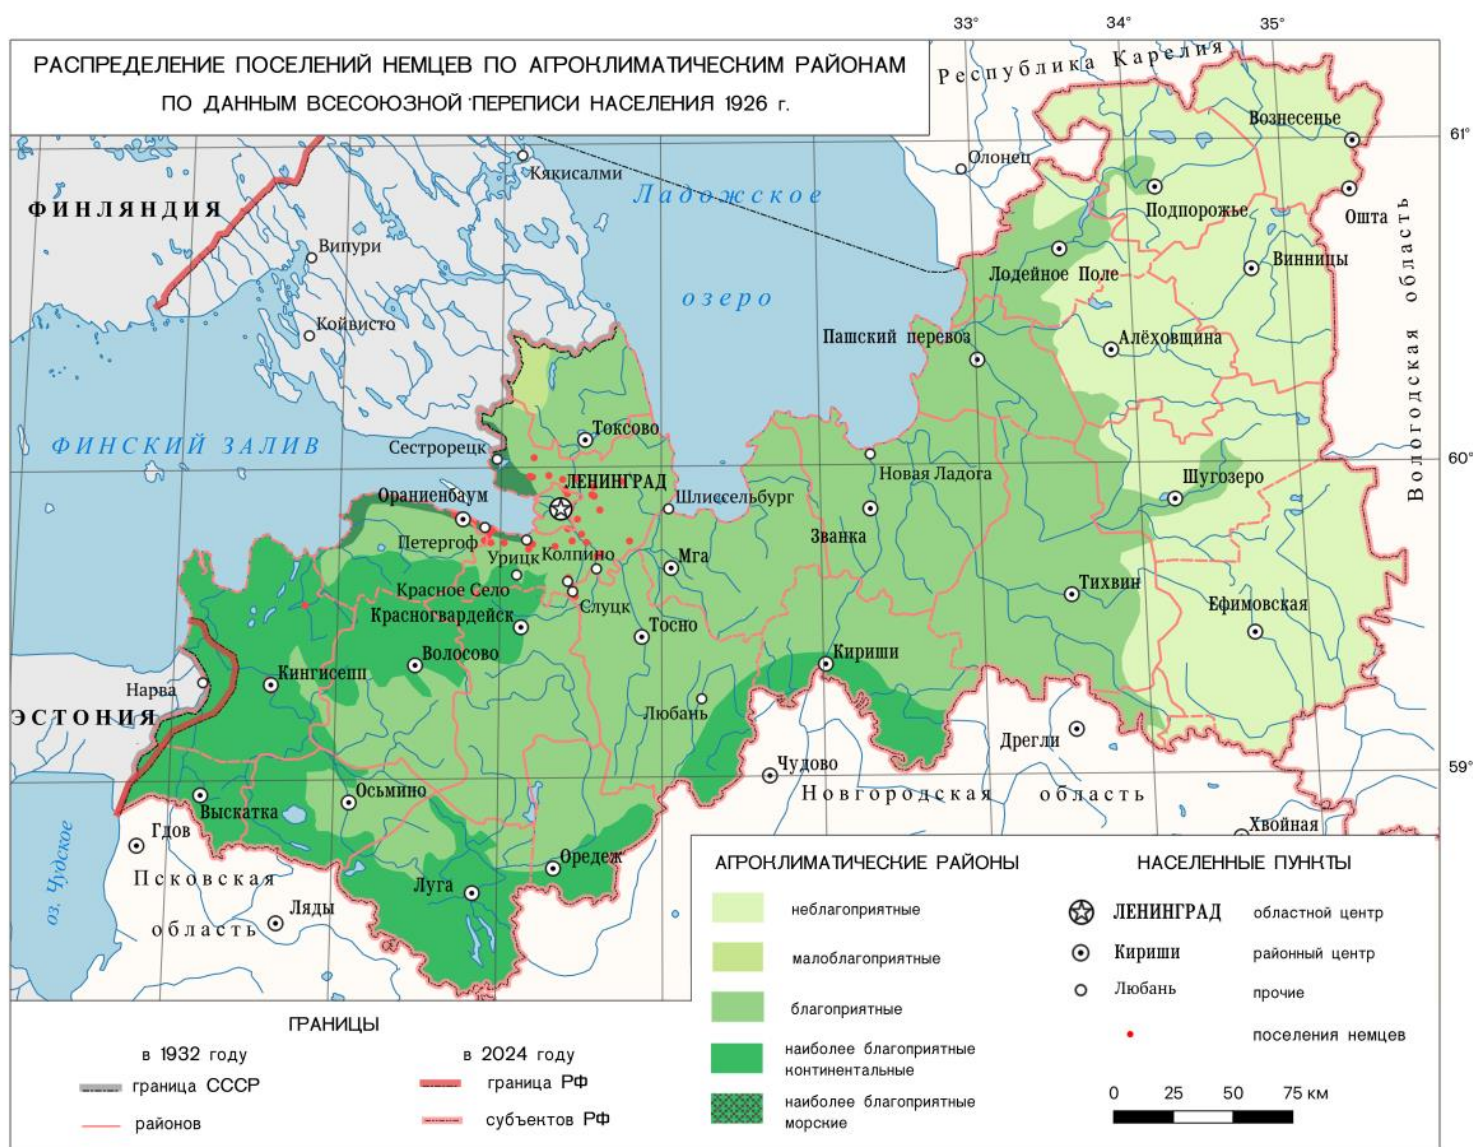 33°
34°
35°
РАСПРЕДЕЛЕНИЕ ПОСЕЛЕНИЙ НЕМЦЕВ ПО АГРОКЛИМАТИЧЕСКИМ РАЙОНАМ
ПО ДАННЫМ ВСЕСОЮЗНОЙ ПЕРЕПИСИ НАСЕЛЕНИЯ 1926 г.
Республика Карелия
Вознесенье
61°
Олонец
Кякисалми
Ладожское
озеро
ФИНЛЯНДИЯ
Подпорожье
Ошта
Вологодская область
Випури
Винницы
Лодейное Поле
Койвисто
Пашский перевоз
Алёховщина
Токсово
ФИНСКИЙ ЗАЛИВ
Сестрорецк
60°
Новая Ладога
Шугозеро
ЛЕНИНГРАД
Ораниенбаум
Шлиссельбург
Петергоф
Урицк
Колпино
Званка
Мга
Красное Село
Тихвин
Слуцк
Ефимовская
Красногвардейск
Тосно
Волосово
Кириши
Кингисепп
Нарва
Любань
ЭСТОНИЯ
Дрегли
Чудово
59°
Осьмино
Новгородская область
Выскатка
Хвойная
Гдов
оз. Чудское
Оредеж
Псковская
область
Луга
Ляды
АГРОКЛИМАТИЧЕСКИЕ РАЙОНЫ
неблагоприятные
малоблагоприятные
благоприятные
наиболее благоприятные
континентальные
наиболее благоприятные
морские
НАСЕЛЕННЫЕ ПУНКТЫ
ЛЕНИНГРАД областной центр
Кириши районный центр
Любань прочие
поселения немцев
0 25 50 75 км
ГРАНИЦЫ
в 1932 году
граница СССР
районов
в 2024 году
граница РФ
субъектов РФ